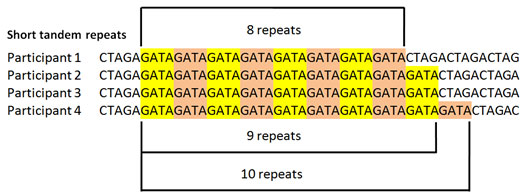 8 repeats
Short tandem repeats
Participant 1 CTAGAGATAGATAGATAGATAGATAGATAGATAGATACTAGACTAGACTAG
Participant 2 CTAGAGATAGATAGATAGATAGATAGATAGATAGATAGATACTAGACTAGA
Participant 3 CTAGAGATAGATAGATAGATAGATAGATAGATAGATAGATACTAGACTAGA
Participant 4 CTAGAGATAGATAGATAGATAGATAGATAGATAGATAGATAGATACTAGAC
9 repeats
10 repeats